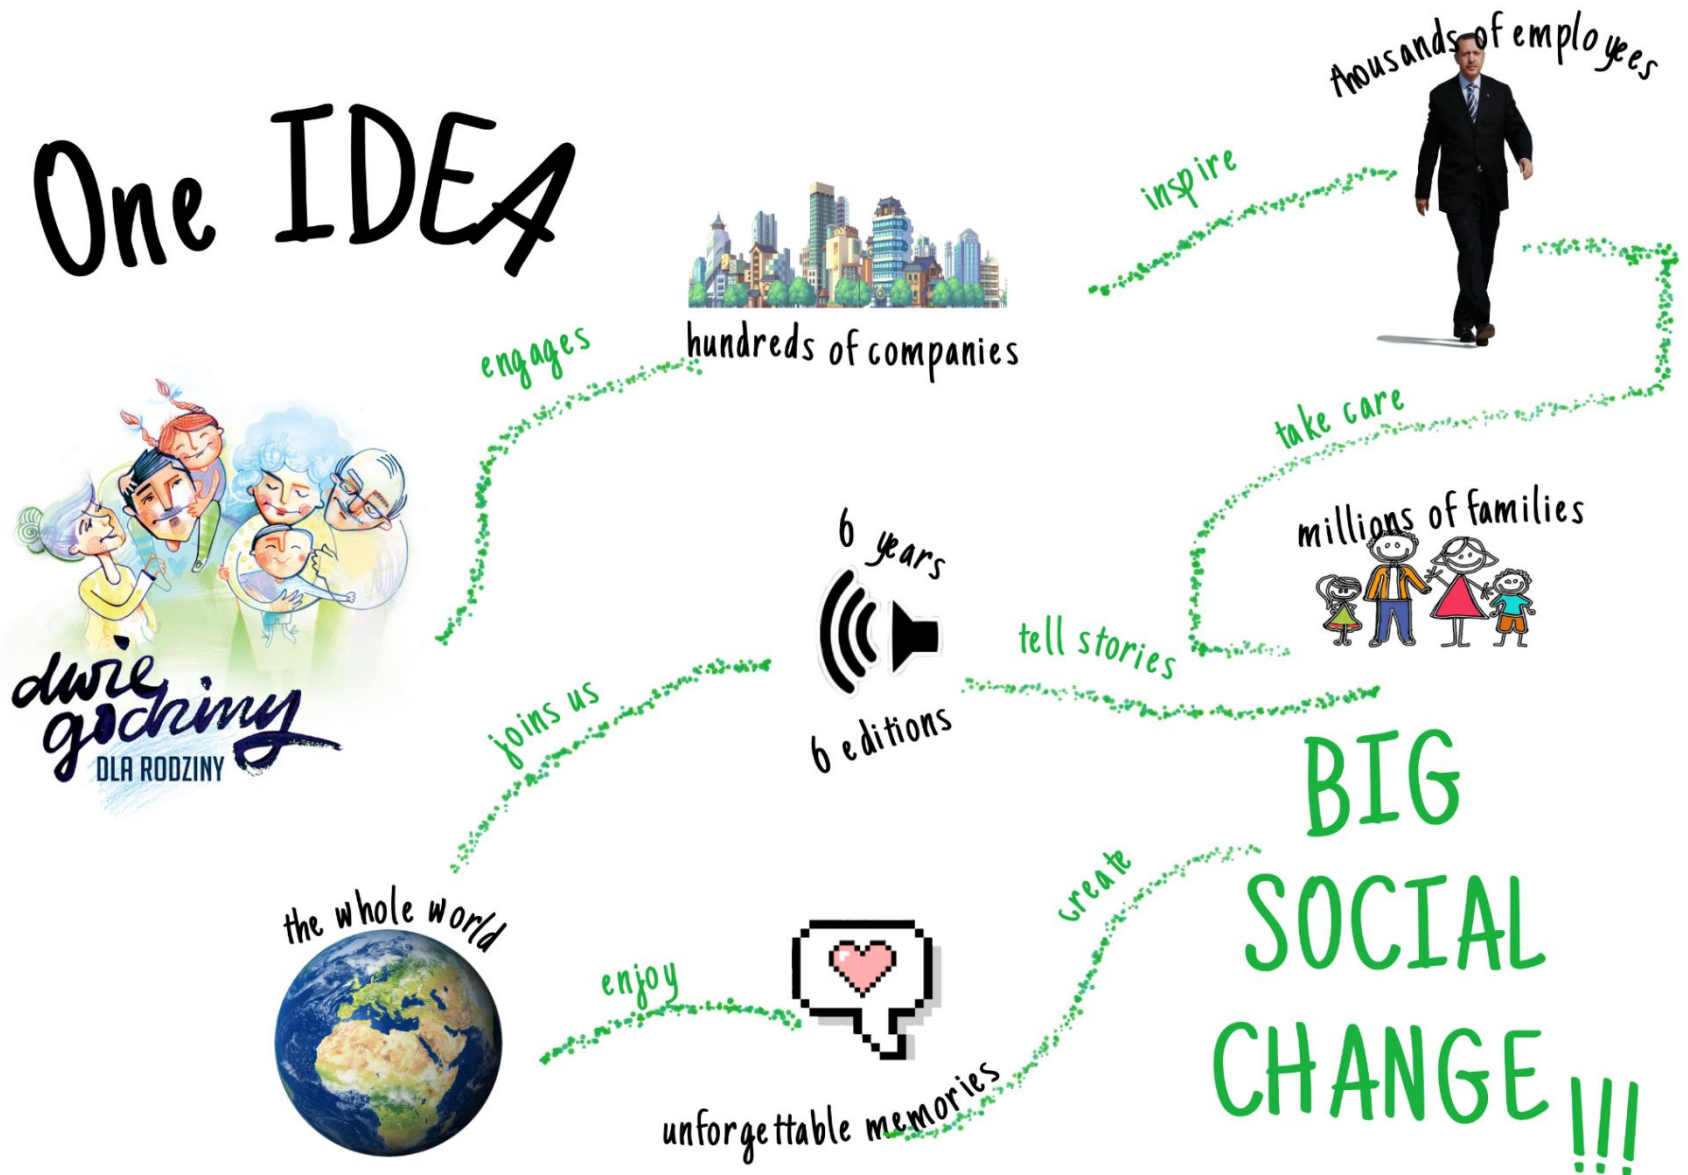 One IDEA
engages
hundreds of companies
inspire
thousands of employees
take care
millions of families
tell stories
6 years
6 editions
joins us
the whole world
enjoy
unforgettable memories
create
BIG
SOCIAL
CHANGE !!!
dwie
godziny
DLA RODZINY